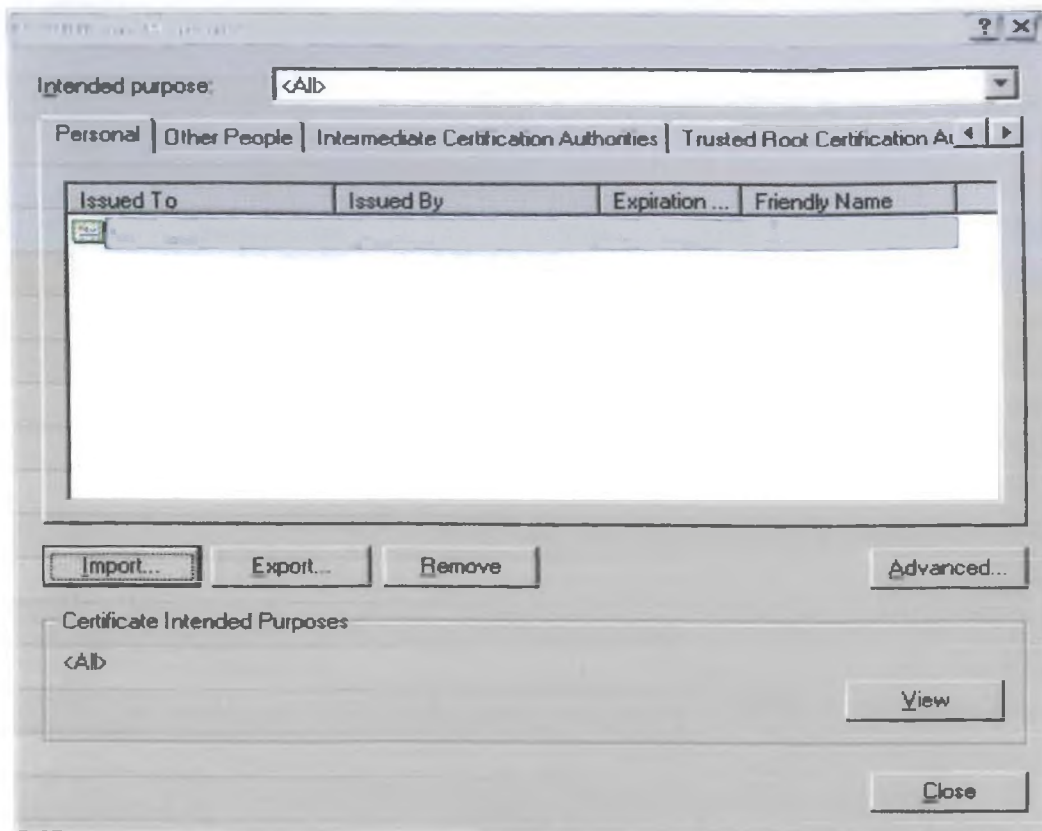 ? ×
Intended purpose: <All>
Personal Other People Intermediate Certification Authorities Trusted Root Certification Au
Issued To Issued By Expiration ... Friendly Name
Import... Export... Remove Advanced...
Certificate Intended Purposes
<All>
View
Close